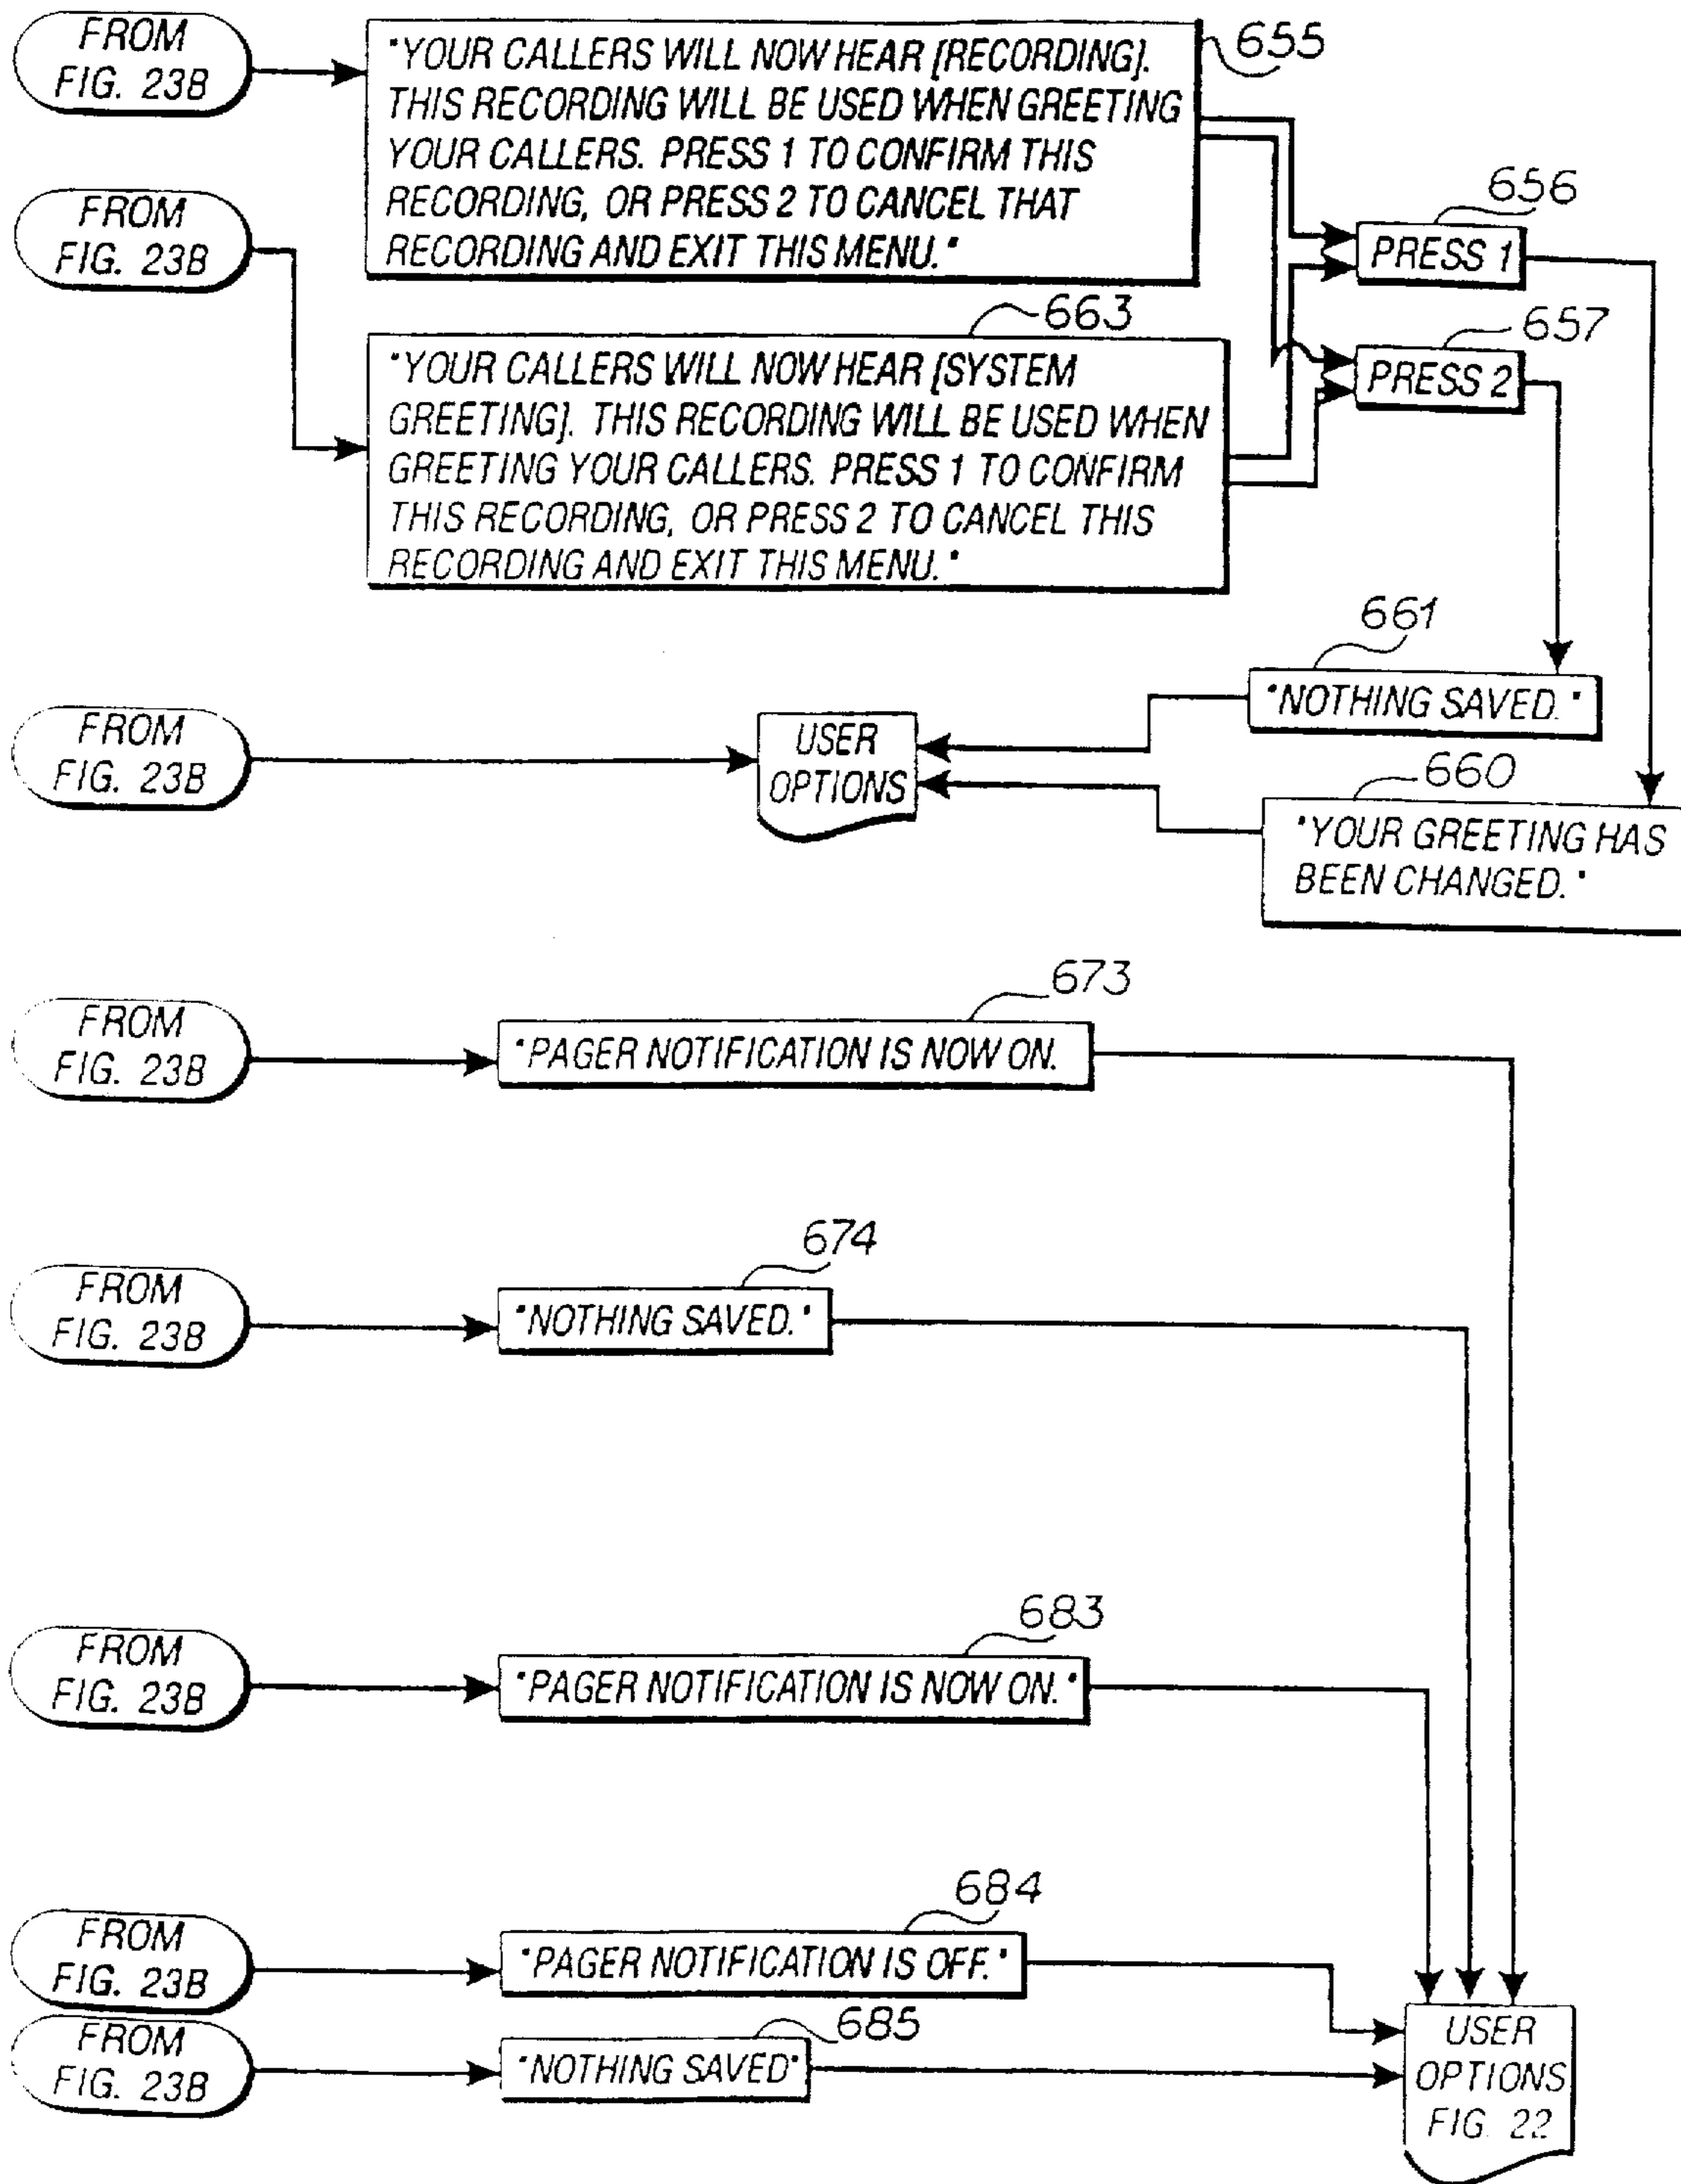 FROM
FIG. 23B
"YOUR CALLERS WILL NOW HEAR [RECORDING].
THIS RECORDING WILL BE USED WHEN GREETING
YOUR CALLERS. PRESS 1 TO CONFIRM THIS
RECORDING, OR PRESS 2 TO CANCEL THAT
RECORDING AND EXIT THIS MENU."
655
FROM
FIG. 23B
656
PRESS 1
663
"YOUR CALLERS WILL NOW HEAR [SYSTEM
GREETING]. THIS RECORDING WILL BE USED WHEN
GREETING YOUR CALLERS. PRESS 1 TO CONFIRM
THIS RECORDING, OR PRESS 2 TO CANCEL THIS
RECORDING AND EXIT THIS MENU."
657
PRESS 2
661
"NOTHING SAVED."
FROM
FIG. 23B
USER
OPTIONS
660
"YOUR GREETING HAS
BEEN CHANGED."
673
FROM
FIG. 23B
"PAGER NOTIFICATION IS NOW ON.
674
FROM
FIG. 23B
"NOTHING SAVED."
683
FROM
FIG. 23B
"PAGER NOTIFICATION IS NOW ON."
684
FROM
FIG. 23B
"PAGER NOTIFICATION IS OFF."
685
FROM
FIG. 23B
"NOTHING SAVED"
USER
OPTIONS
FIG. 22